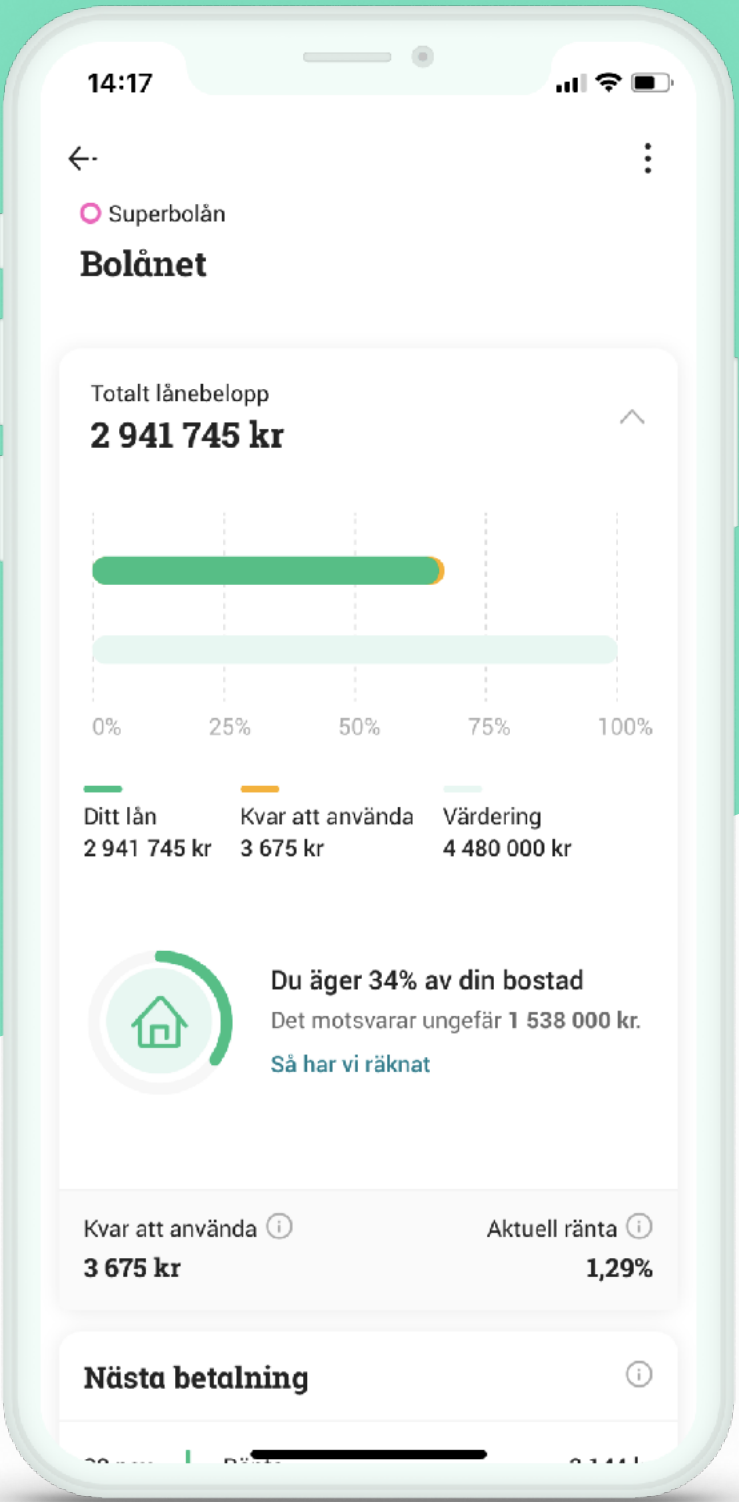 14:17
Superbolån
Bolånet
Totalt lånebelopp
2 941 745 kr
0% 25% 50% 75% 100%
Ditt lån Kvar att använda Värdering
2 941 745 kr 3 675 kr 4 480 000 kr
Du äger 34% av din bostad
Det motsvarar ungefär 1 538 000 kr.
Så har vi räknat
Kvar att använda Aktuell ränta
3 675 kr 1,29%
Nästa betalning